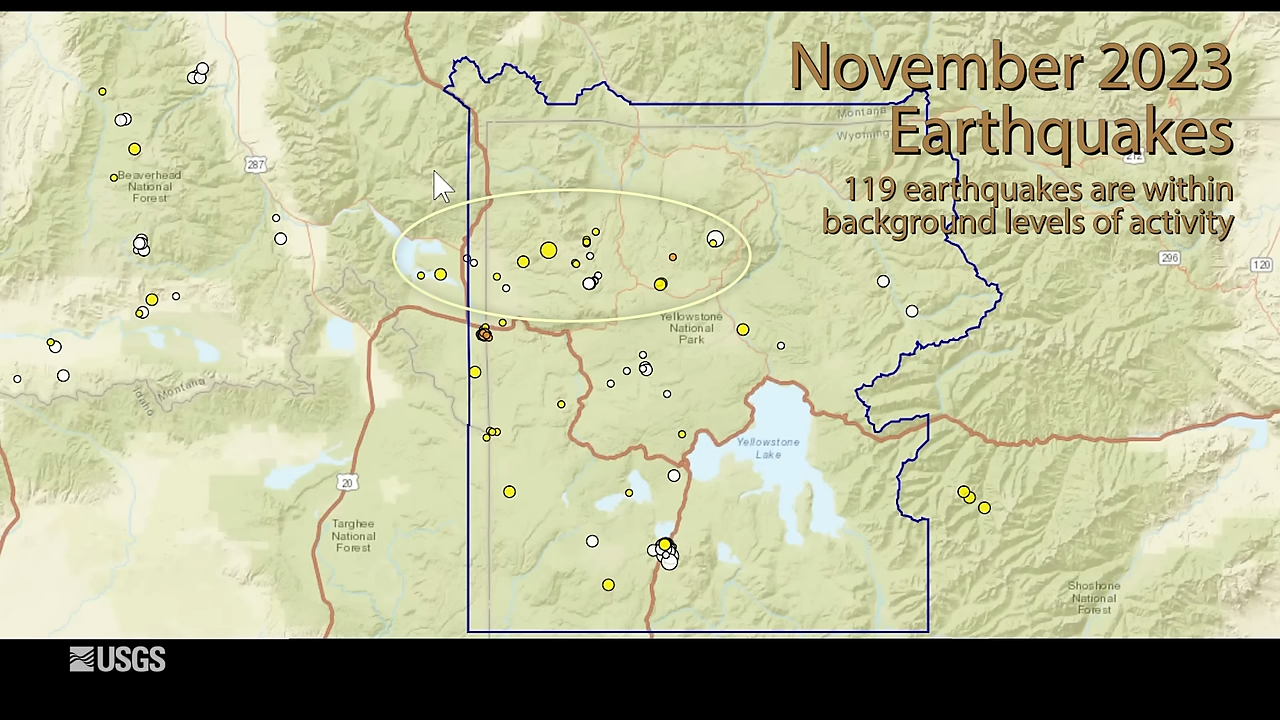 November 2023
Earthquakes
119 earthquakes are within
background levels of activity
Montana
Wyoming
212
287
Beaverhead
National
Forest
296
120
Yellowstone
National
Park
Montana
Idaho
Yellowstone
Lake
20
Targhee
National
Forest
Shoshone
National
Forest
USGS